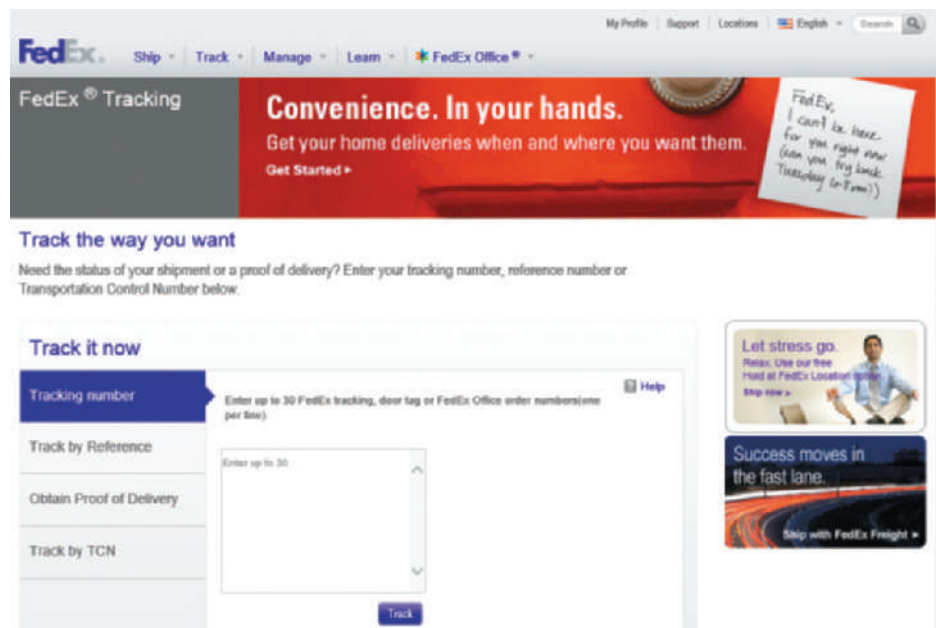 My Profile Support Locations English Search
FedEx. Ship Track Manage Learn FedEx Office ®
FedEx ® Tracking
Convenience. In your hands.
Get your home deliveries when and where you want them.
Get Started
FedEx,
I can't be here
for you right now
(can you try back
Tuesday
Track the way you want
Need the status of your shipment or a proof of delivery? Enter your tracking number, reference number or
Transportation Control Number below.
Track it now
Tracking number
Track by Reference
Obtain Proof of Delivery
Track by TCN
Help
Enter up to 30 FedEx tracking, door tag or FedEx Office order numbers(one
per line).
Enter up to 30
Track
Let stress go.
Relax. Use our free
Hold at FedEx Location option
Ship now
Success moves in
the fast lane.
Ship with FedEx Freight